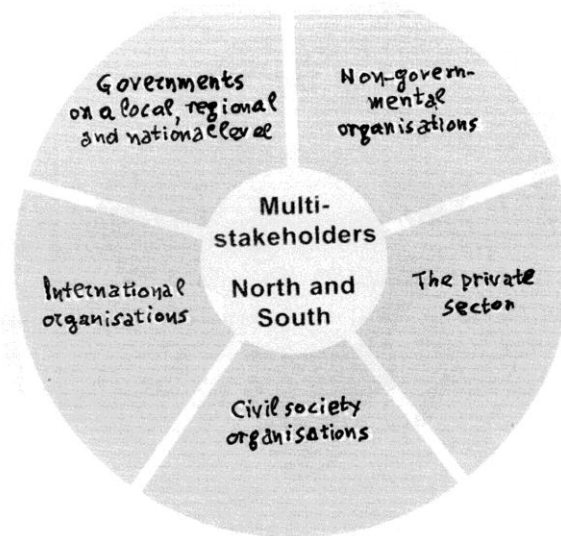 Governments
on a local, regional
and national level
Non-govern-
mental
organisations
Multi-
stakeholders
North and
South
International
organisations
The private
sector
Civil society
organisations